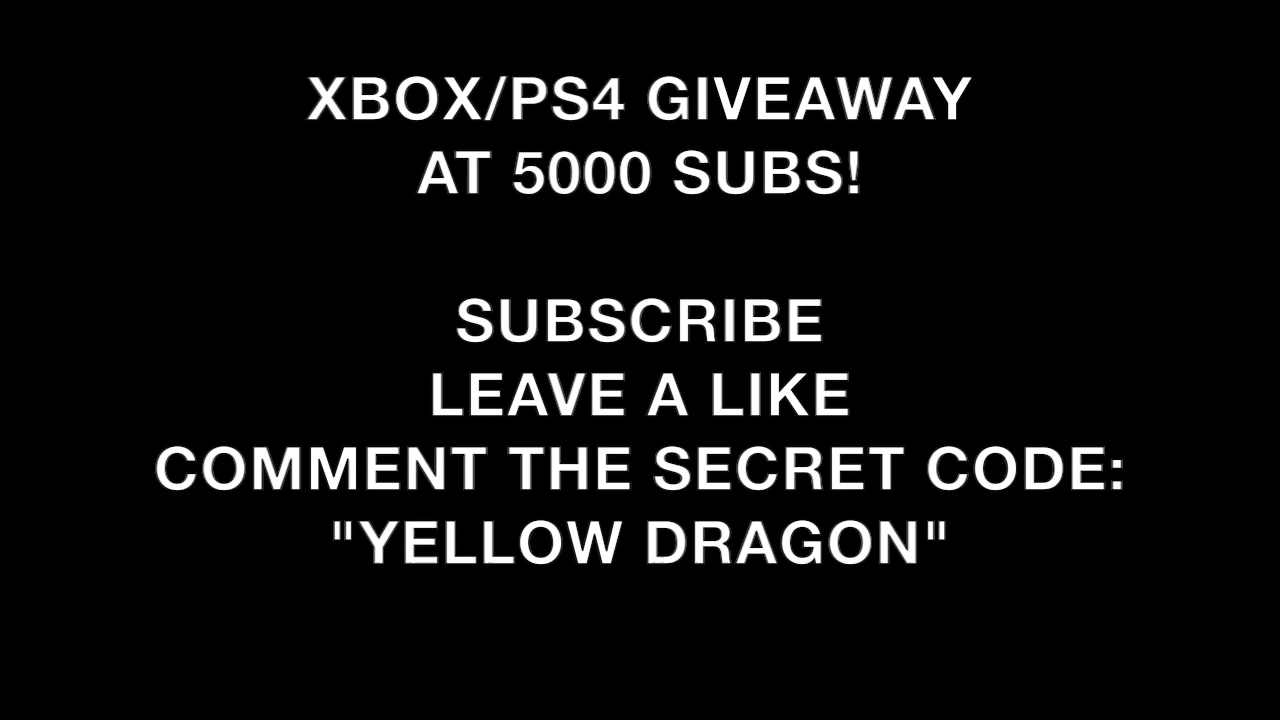 XBOX/PS4 GIVEAWAY
AT 5000 SUBS!
SUBSCRIBE
LEAVE A LIKE
COMMENT THE SECRET CODE:
"YELLOW DRAGON"